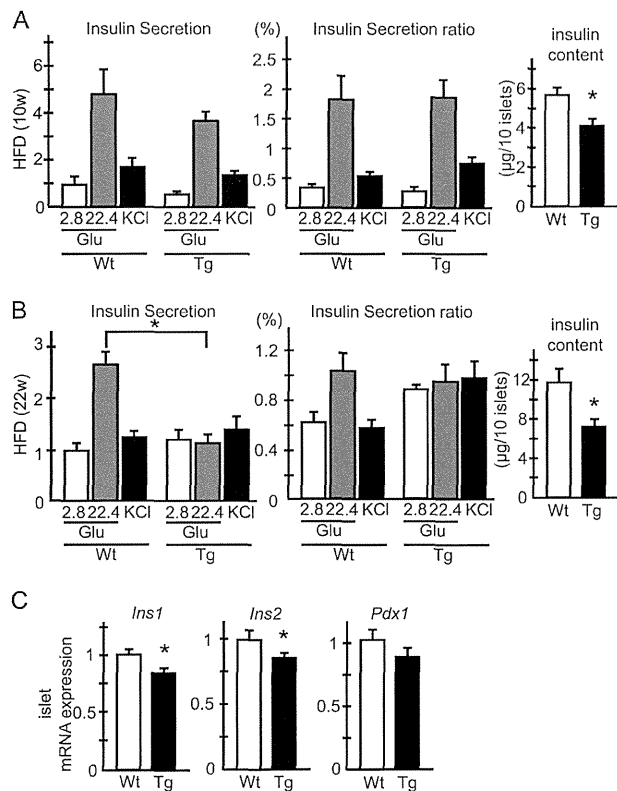 A
Insulin Secretion
(%)
Insulin Secretion ratio
insulin
content
HFD (10w)
6
4
2
0
2.5
2
1.5
1
0.5
0
(µg/10 islets)
6
4
2
0
2.8 22.4 KCl 2.8 22.4 KCl
Glu Glu
Wt Tg
2.8 22.4 KCl 2.8 22.4 KCl
Glu Glu
Wt Tg
*
Wt Tg
B
Insulin Secretion
(%)
Insulin Secretion ratio
insulin
content
*
HFD (22w)
3
2
1
0
1.2
0.8
0.4
0
(µg/10 islets)
12
8
4
0
2.8 22.4 KCl 2.8 22.4 KCl
Glu Glu
Wt Tg
2.8 22.4 KCl 2.8 22.4 KCl
Glu Glu
Wt Tg
*
Wt Tg
C
Ins1
Ins2
Pdx1
islet
mRNA expression
1
0.5
0
*
Wt Tg
1
0.5
0
*
Wt Tg
1
0.5
0
Wt Tg